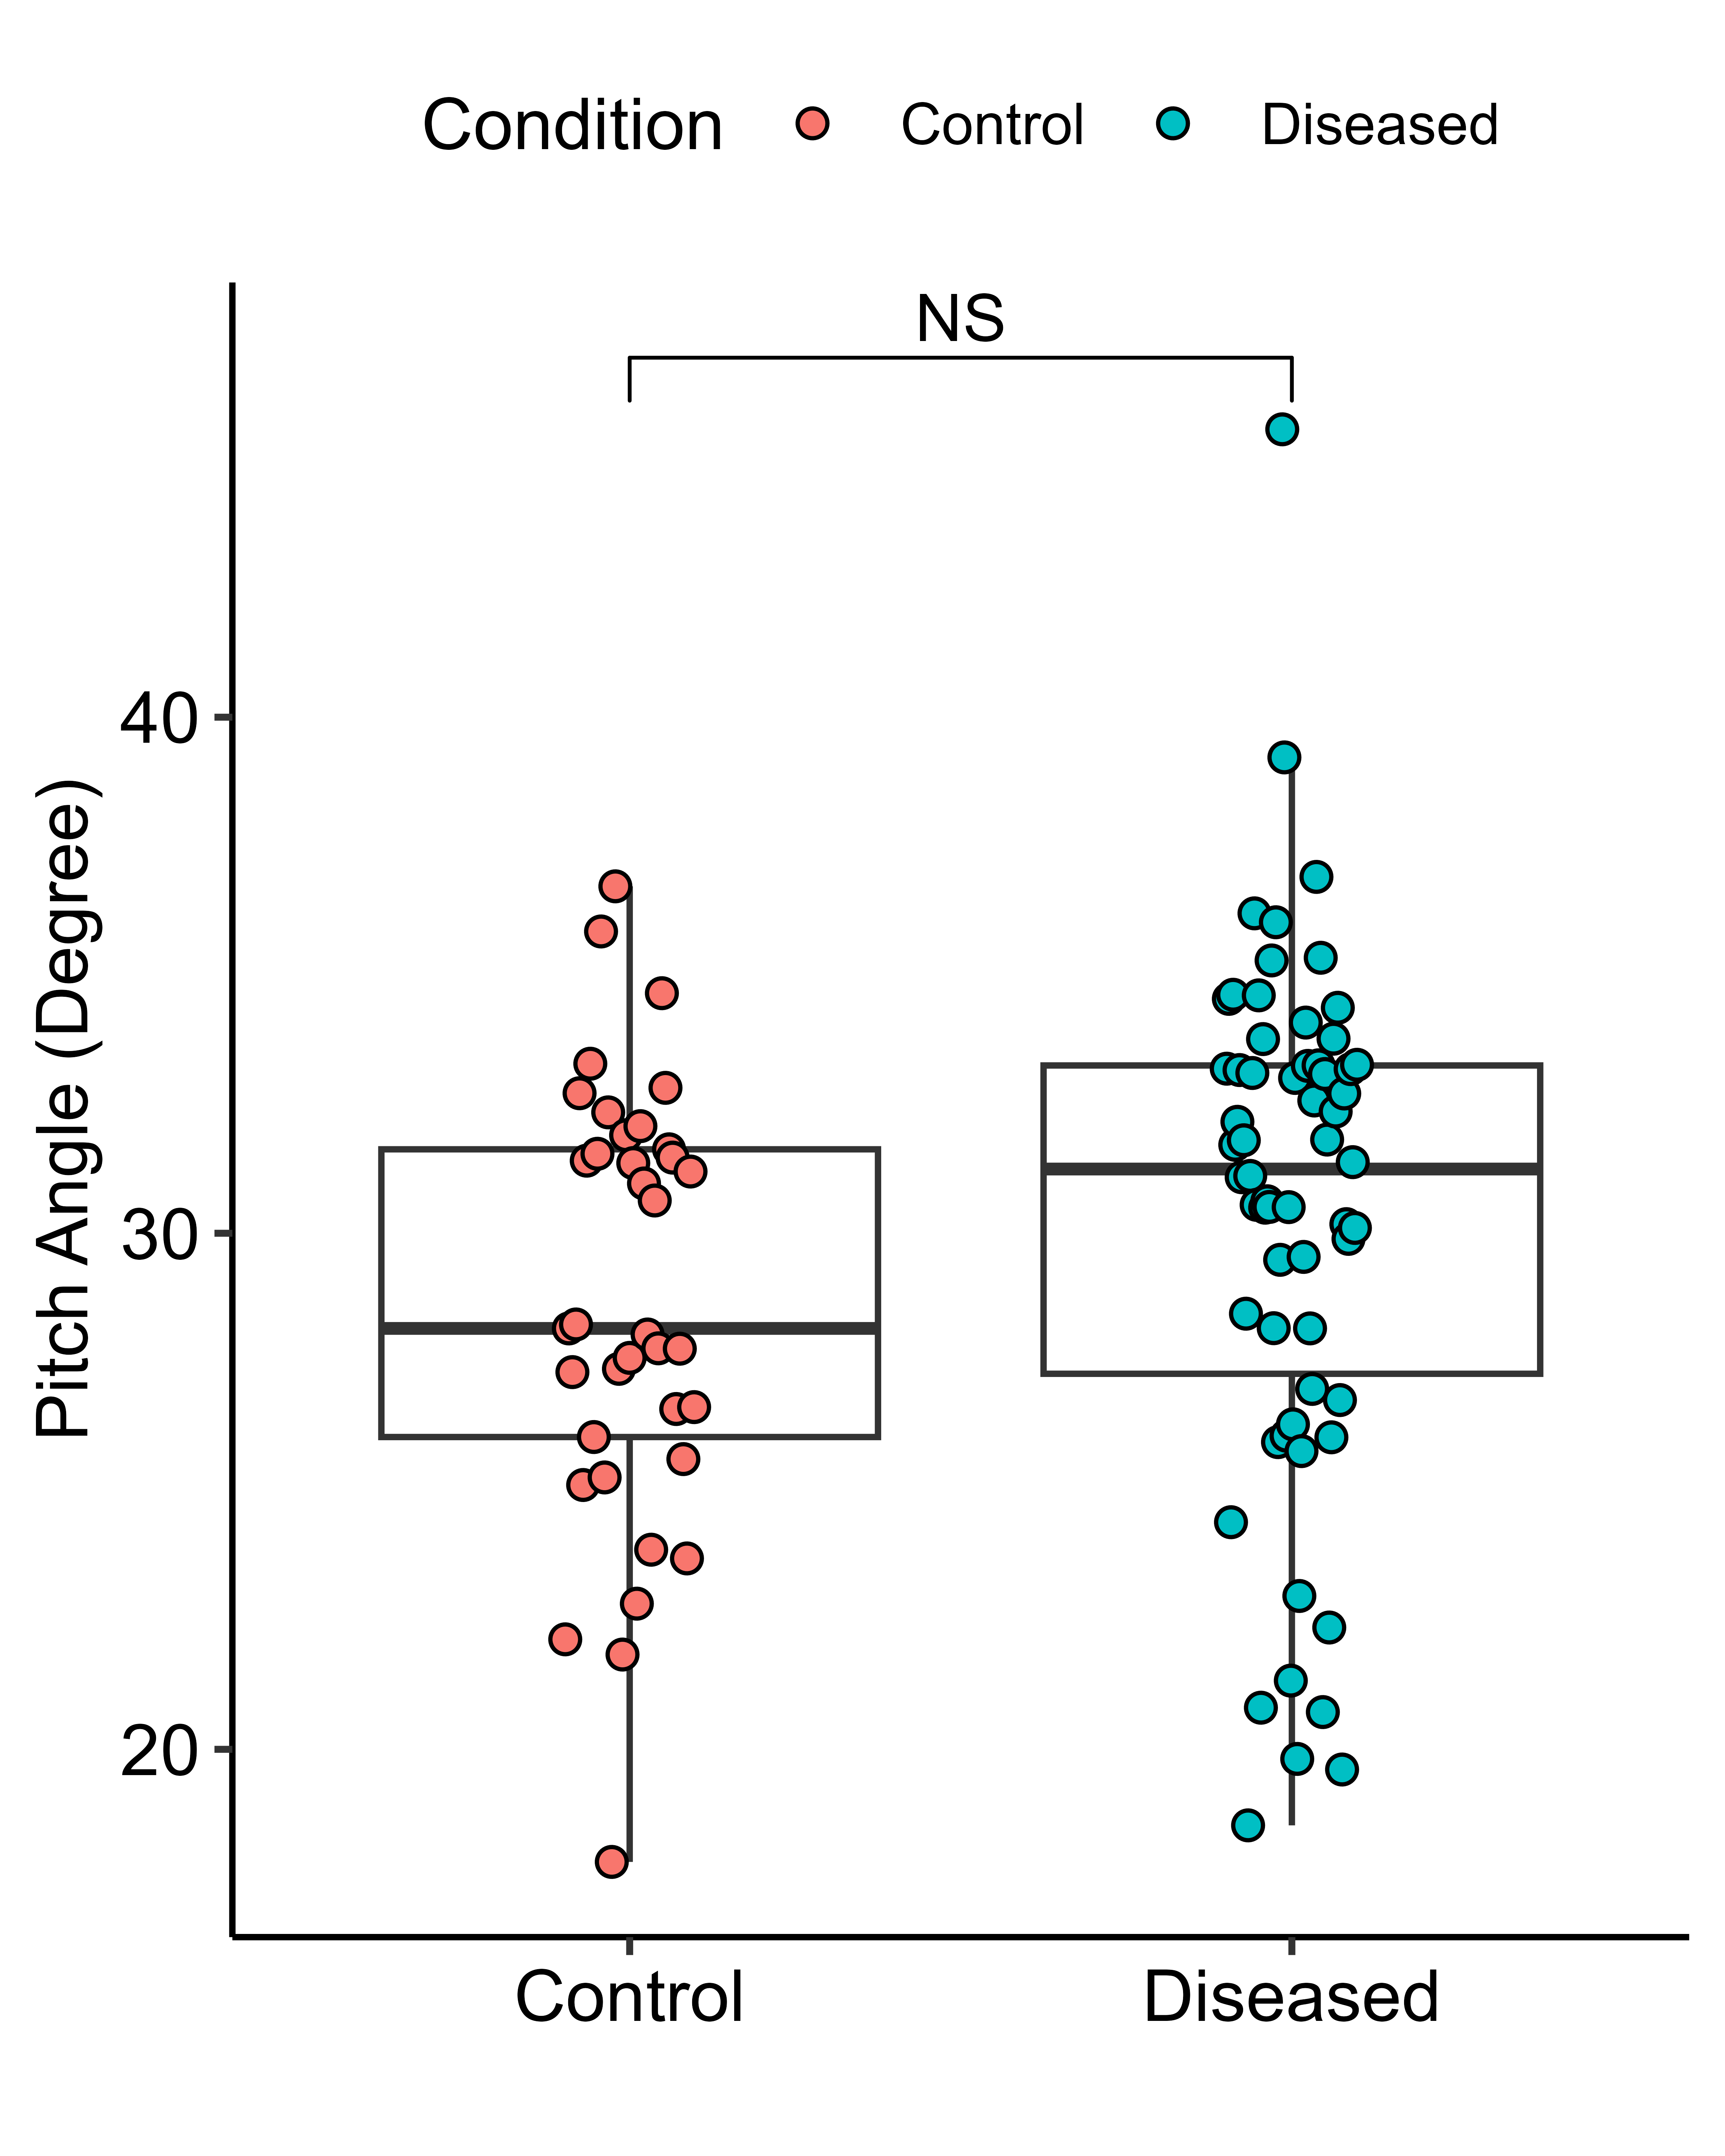 Condition Control Diseased
NS
Pitch Angle (Degree)
40
30
20
Control Diseased